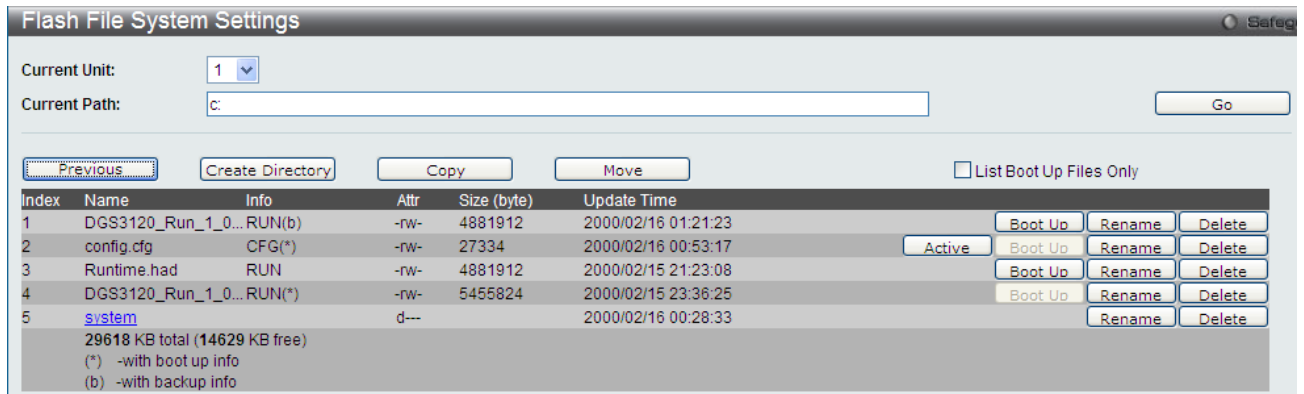 Flash File System Settings
Current Unit: 1
Current Path: c:
Go
Previous Create Directory Copy Move List Boot Up Files Only
Index Name Info Attr Size (byte) Update Time
1 DGS3120_Run_1_0... RUN(b) -rw- 4881912 2000/02/16 01:21:23 Boot Up Rename Delete
2 config.cfg CFG(*) -rw- 27334 2000/02/16 00:53:17 Active Boot Up Rename Delete
3 Runtime.had RUN -rw- 4881912 2000/02/15 21:23:08 Boot Up Rename Delete
4 DGS3120_Run_1_0... RUN(*) -rw- 5455824 2000/02/15 23:36:25 Boot Up Rename Delete
5 system d--- 2000/02/16 00:28:33 Rename Delete
29618 KB total (14629 KB free)
(*) -with boot up info
(b) -with backup info